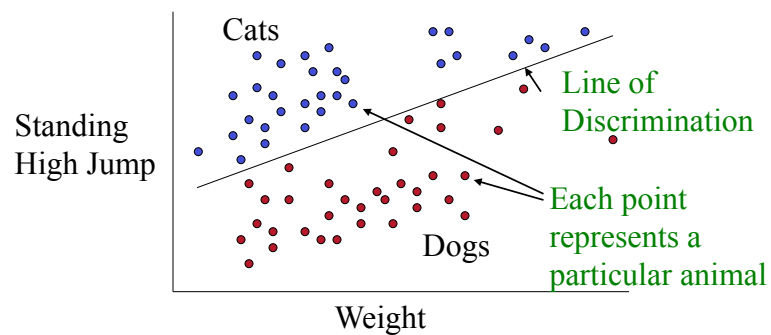 Cats
Line of
Discrimination
Standing
High Jump
Each point
represents a
particular animal
Dogs
Weight